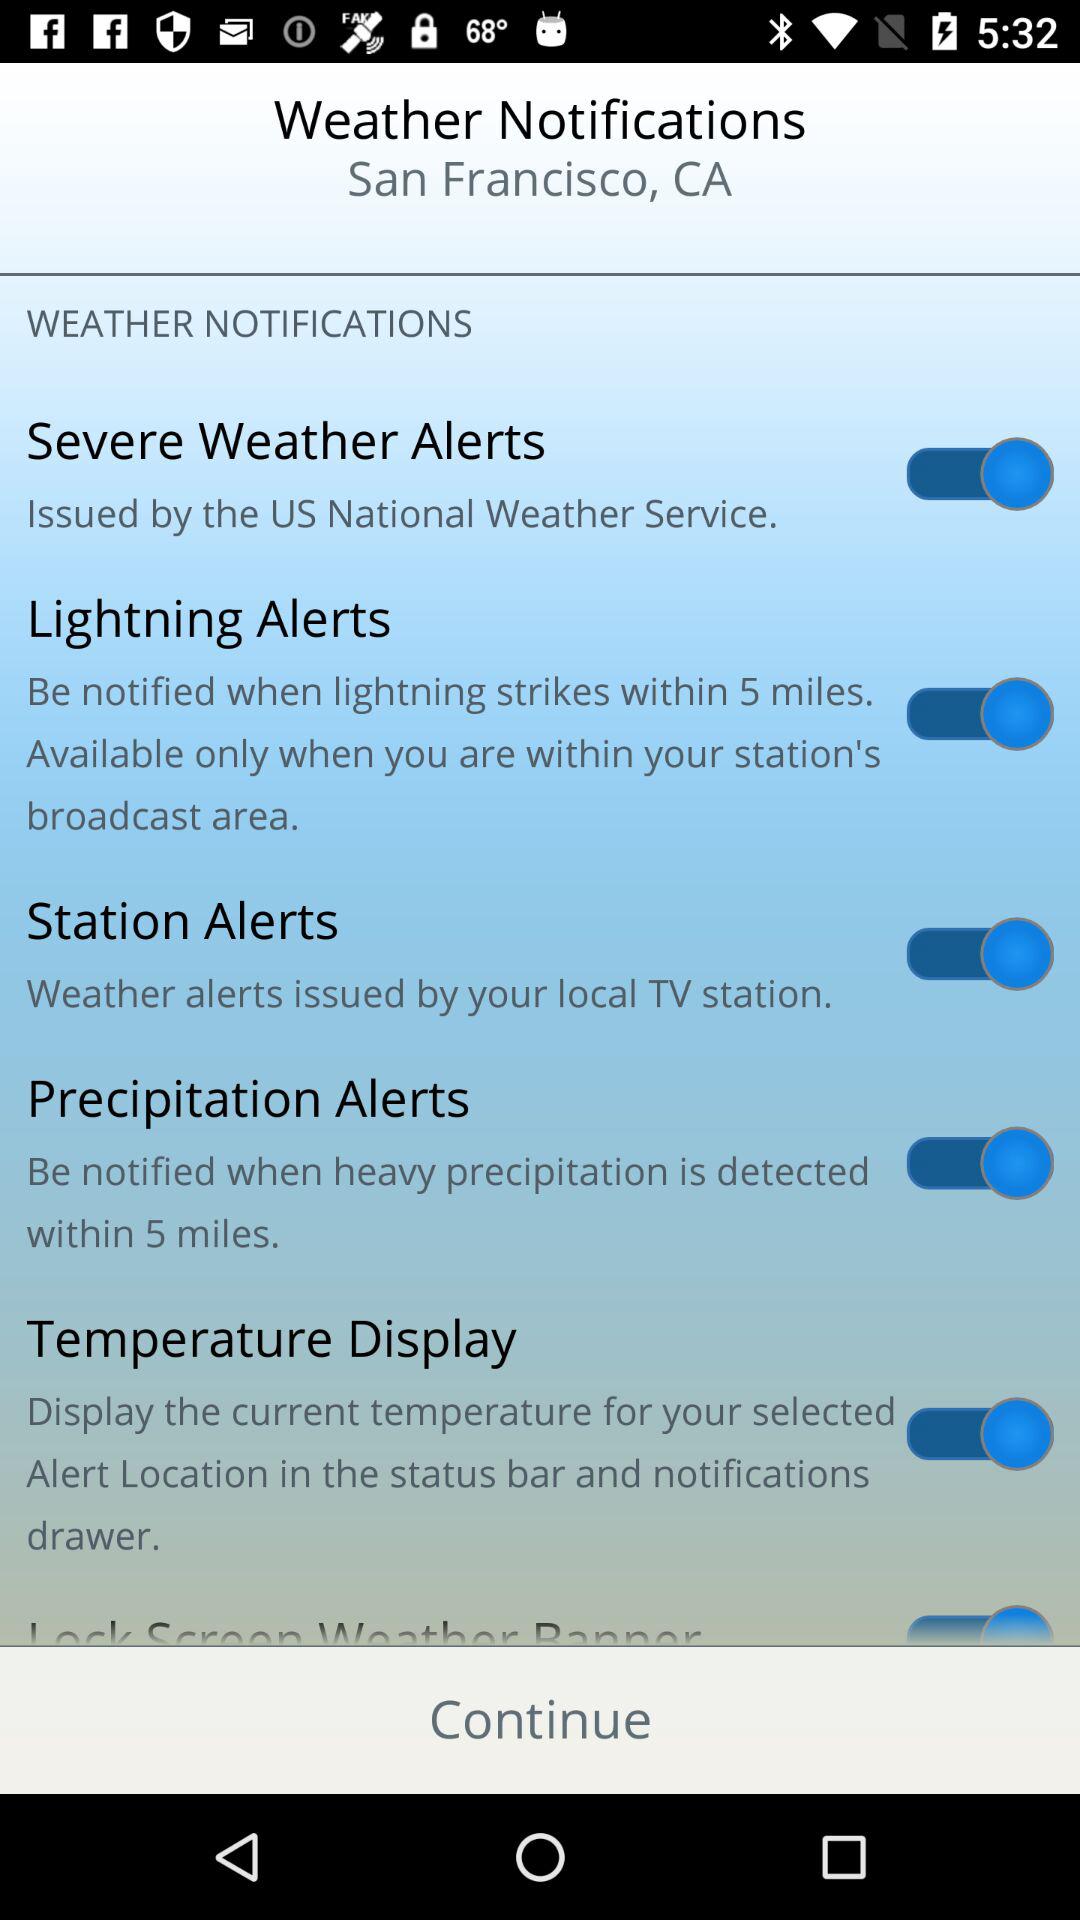 FAKE 68° 5:32
Weather Notifications
San Francisco, CA
WEATHER NOTIFICATIONS
Severe Weather Alerts
Issued by the US National Weather Service.
Lightning Alerts
Be notified when lightning strikes within 5 miles.
Available only when you are within your station's
broadcast area.
Station Alerts
Weather alerts issued by your local TV station.
Precipitation Alerts
Be notified when heavy precipitation is detected
within 5 miles.
Temperature Display
Display the current temperature for your selected
Alert Location in the status bar and notifications
drawer.
Lock Screen Weather Banner
Continue